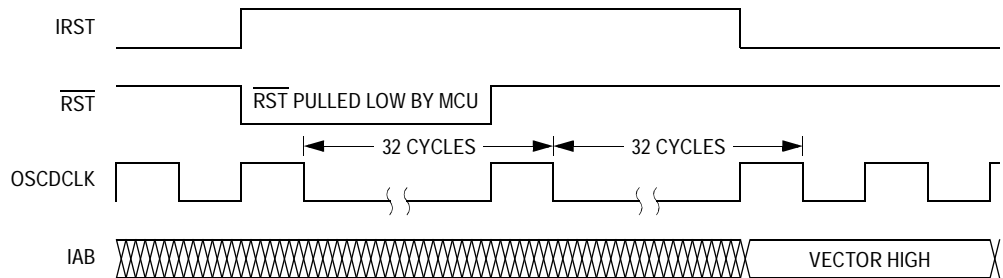 IRST
RST
RST PULLED LOW BY MCU
32 CYCLES
32 CYCLES
OSCDCLK
IAB
VECTOR HIGH